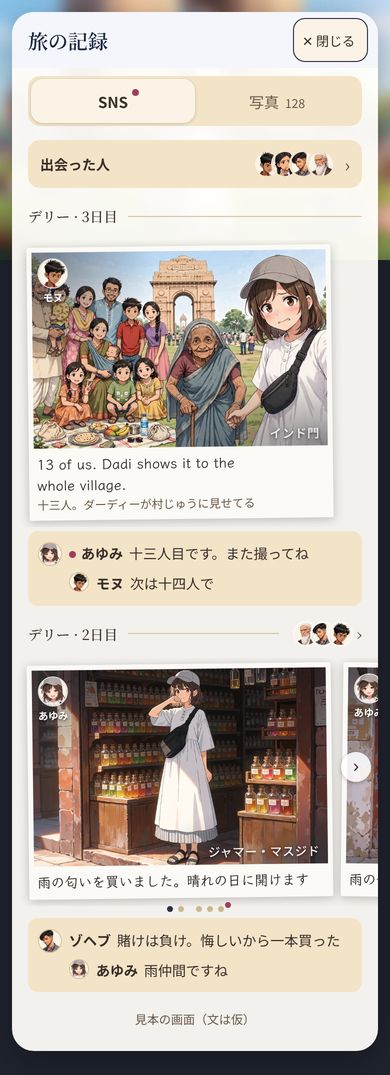 旅の記録
× 閉じる
SNS
写真 128
出会った人
›
デリー · 3日目
モヌ
インド門
13 of us. Dadi shows it to the
whole village.
十三人。ダーディーが村じゅうに見せてる
あゆみ 十三人目です。また撮ってね
モヌ 次は十四人で
デリー · 2日目
›
あゆみ
ジャマー・マスジド
雨の匂いを買いました。晴れの日に開けます
あゆ
›
ゾヘブ 賭けは負け。悔しいから一本買った
あゆみ 雨仲間ですね
見本の画面（文は仮）